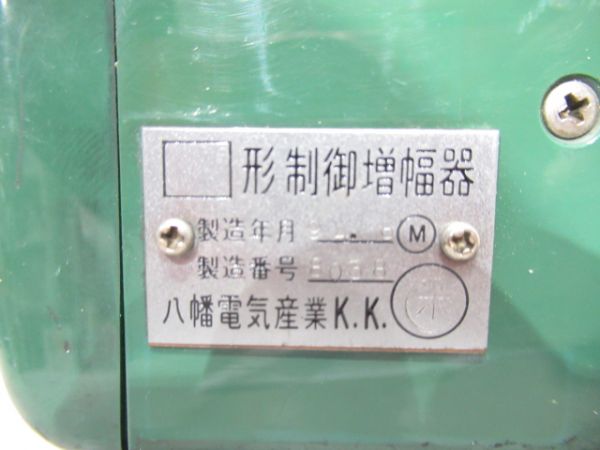 形制御増幅器
製造年月 M
製造番号 8038
八幡電気産業K.K.